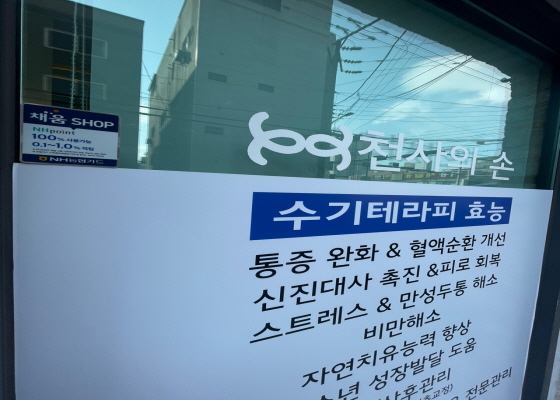 채움 SHOP
NHpoint
100% 사용가능
0.1~1.0% 적립
NH농협카드
천사의 손
수기테라피 효능
통증 완화 & 혈액순환 개선
신진대사 촉진 &피로 회복
스트레스 & 만성두통 해소
비만해소
자연치유능력 향상
소년 성장발달 도움
산후관리
전문관리